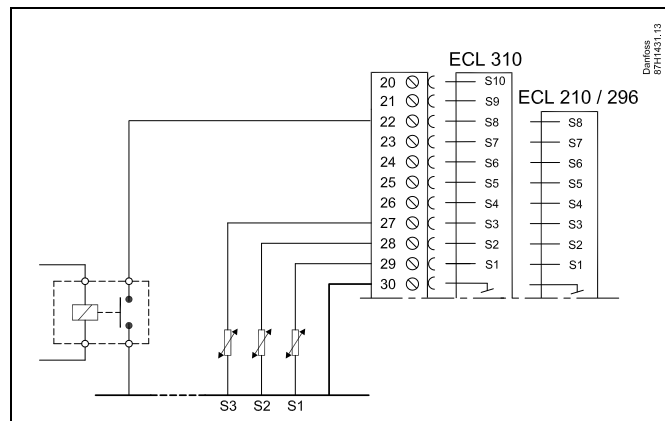 Danfoss
87H1431.13
ECL 310
ECL 210 / 296
20 S10
21 S9
22 S8 S8
23 S7 S7
24 S6 S6
25 S5 S5
26 S4 S4
27 S3 S3
28 S2 S2
29 S1 S1
30
S3 S2 S1